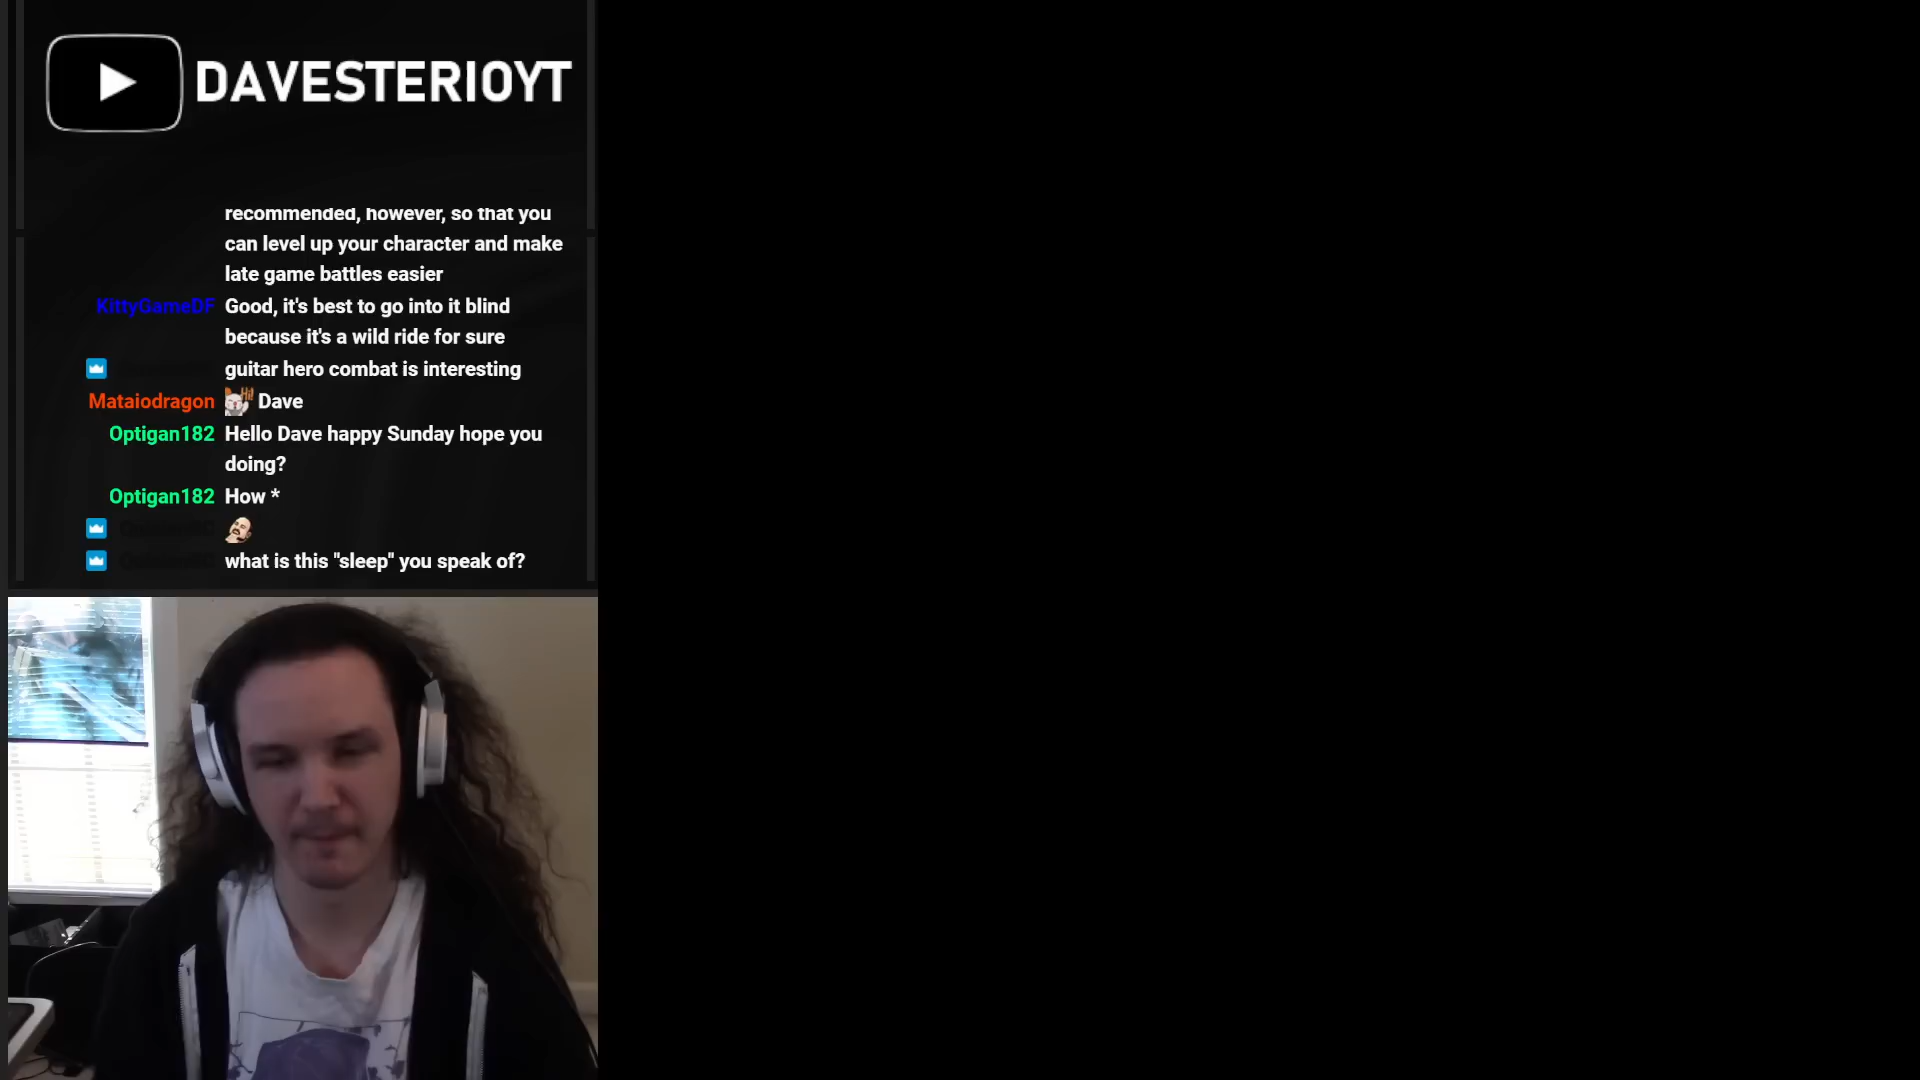 DAVESTERIOYT
recommended, however, so that you
can level up your character and make
late game battles easier
KittyGameDF Good, it's best to go into it blind
because it's a wild ride for sure
guitar hero combat is interesting
Mataiodragon Dave
Optigan182 Hello Dave happy Sunday hope you
doing?
Optigan182 How *
what is this "sleep" you speak of?